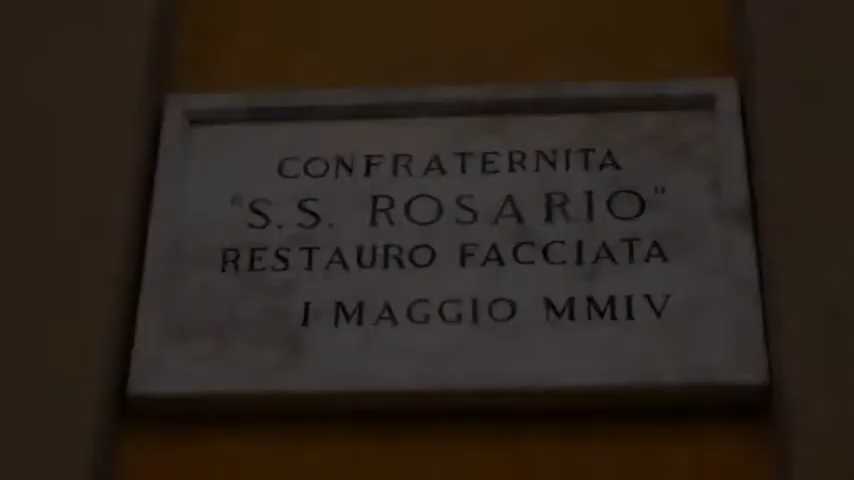 CONFRATERNITA
"S.S. ROSARIO"
RESTAURO FACCIATA
I MAGGIO MMIV